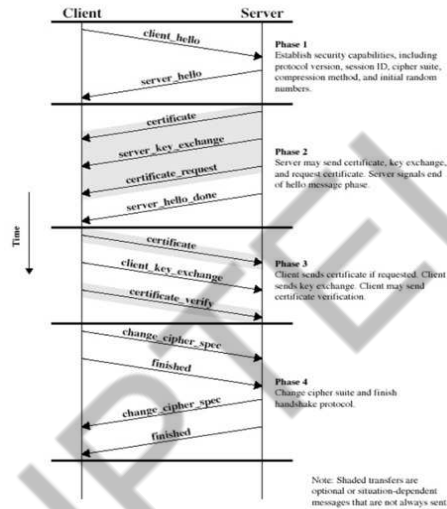 Client Server
client_hello
Phase 1
Establish security capabilities, including
protocol version, session ID, cipher suite,
compression method, and initial random
numbers.
server_hello
certificate
server_key_exchange
Phase 2
Server may send certificate, key exchange,
and request certificate. Server signals end
of hello message phase.
certificate_request
server_hello_done
Time
certificate
client_key_exchange
Phase 3
Client sends certificate if requested. Client
sends key exchange. Client may send
certificate verification.
certificate_verify
change_cipher_spec
finished
Phase 4
Change cipher suite and finish
handshake protocol.
change_cipher_spec
finished
Note: Shaded transfers are
optional or situation-dependent
messages that are not always sent